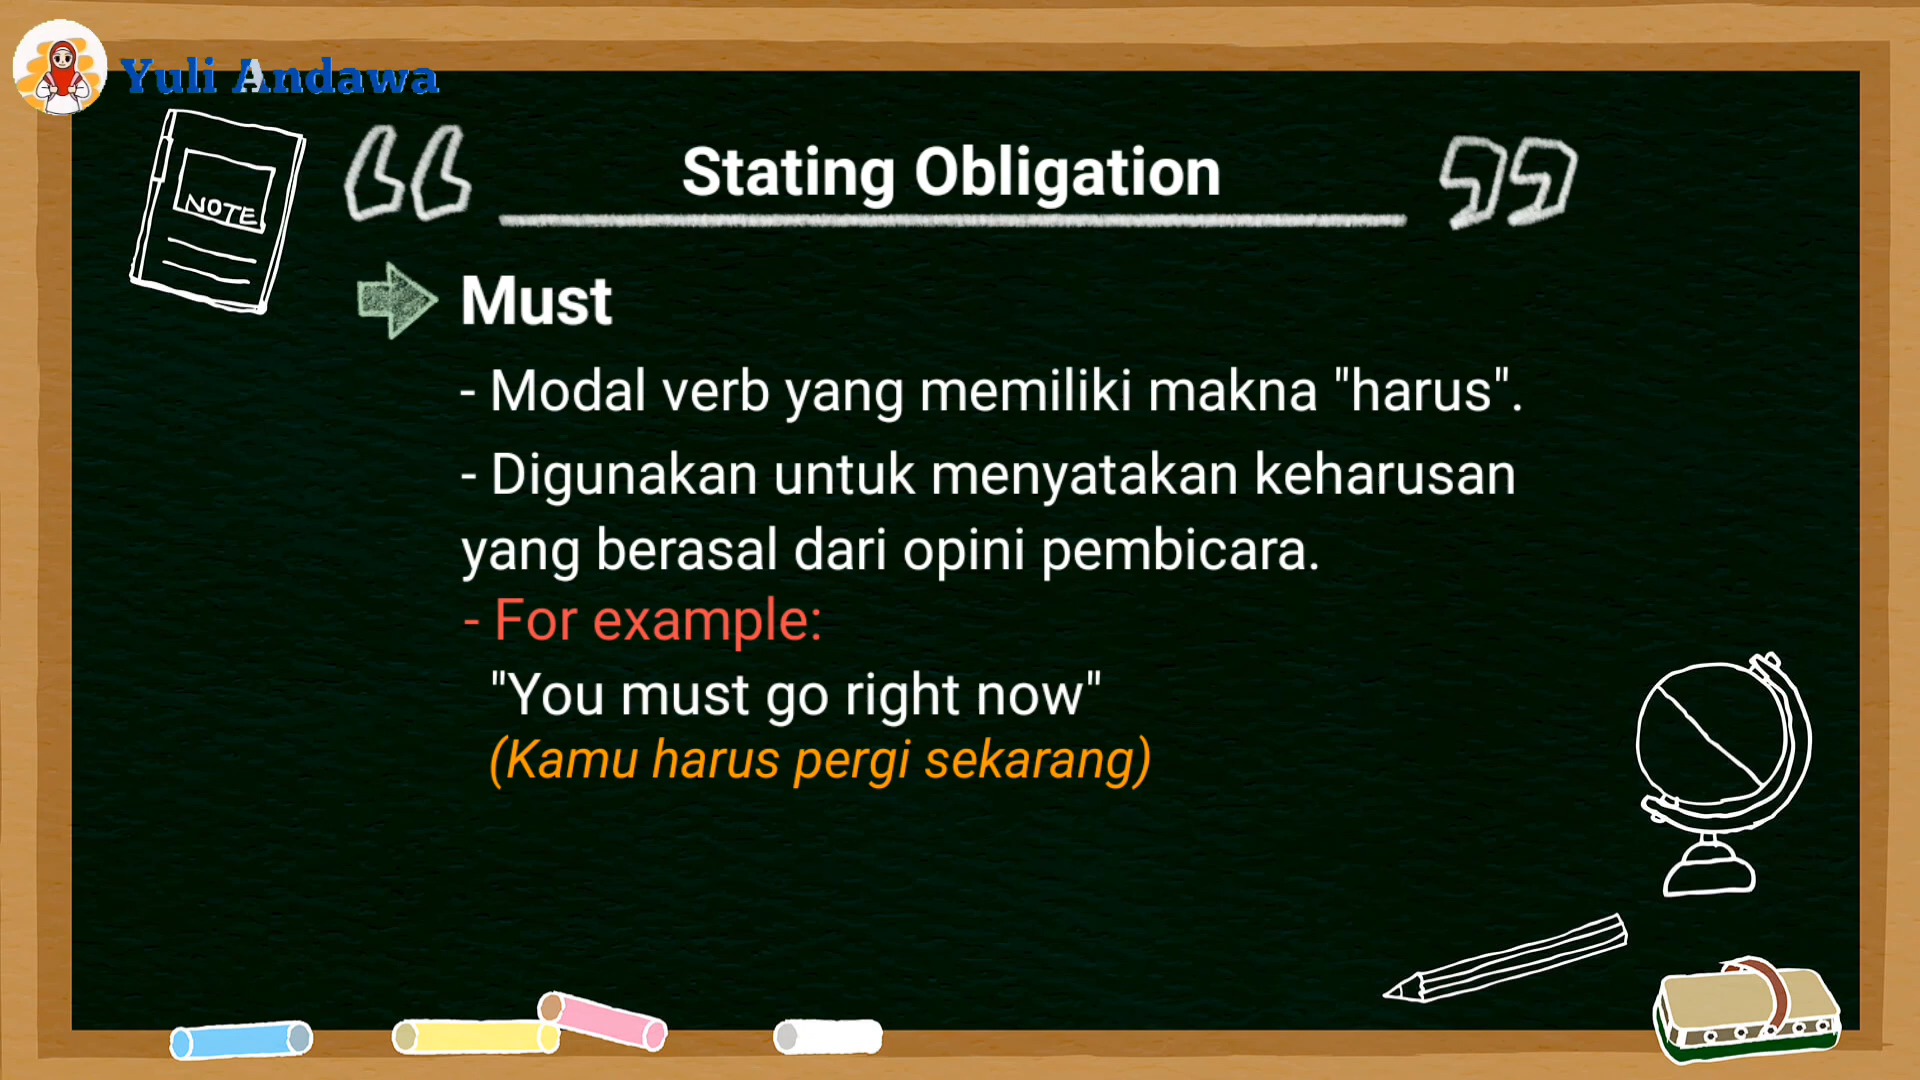 Yuli Andawa
NOTE
Stating Obligation
Must
- Modal verb yang memiliki makna "harus".
- Digunakan untuk menyatakan keharusan
yang berasal dari opini pembicara.
- For example:
"You must go right now"
(Kamu harus pergi sekarang)